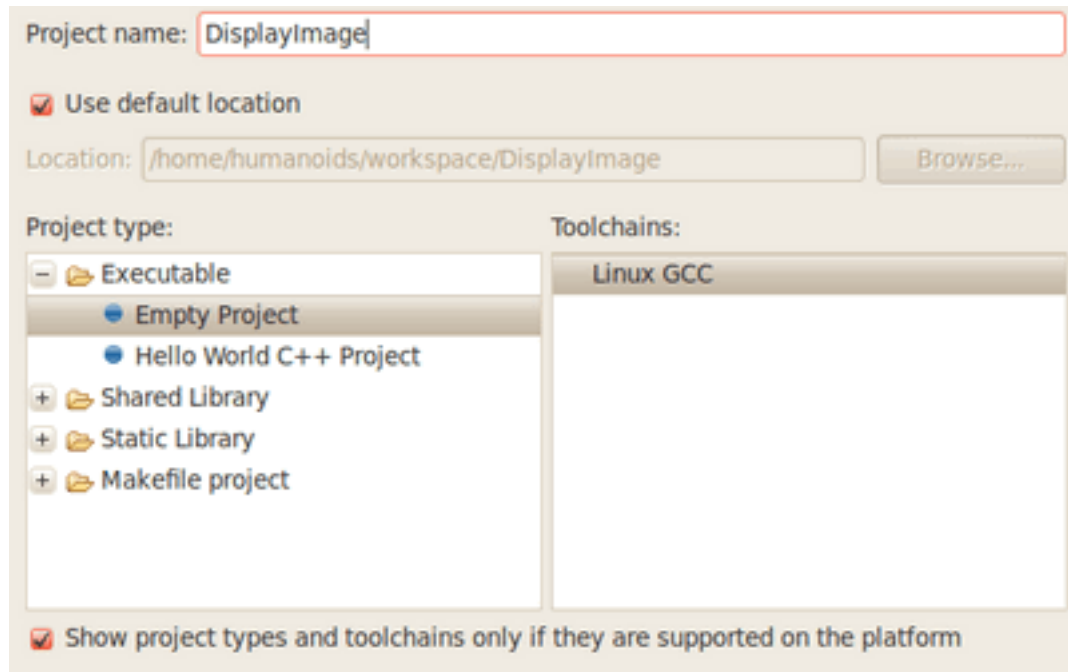 Project name: DisplayImage
Use default location
Location: /home/humanoids/workspace/DisplayImage Browse...
Project type:
Executable
Empty Project
Hello World C++ Project
Shared Library
Static Library
Makefile project
Toolchains:
Linux GCC
Show project types and toolchains only if they are supported on the platform